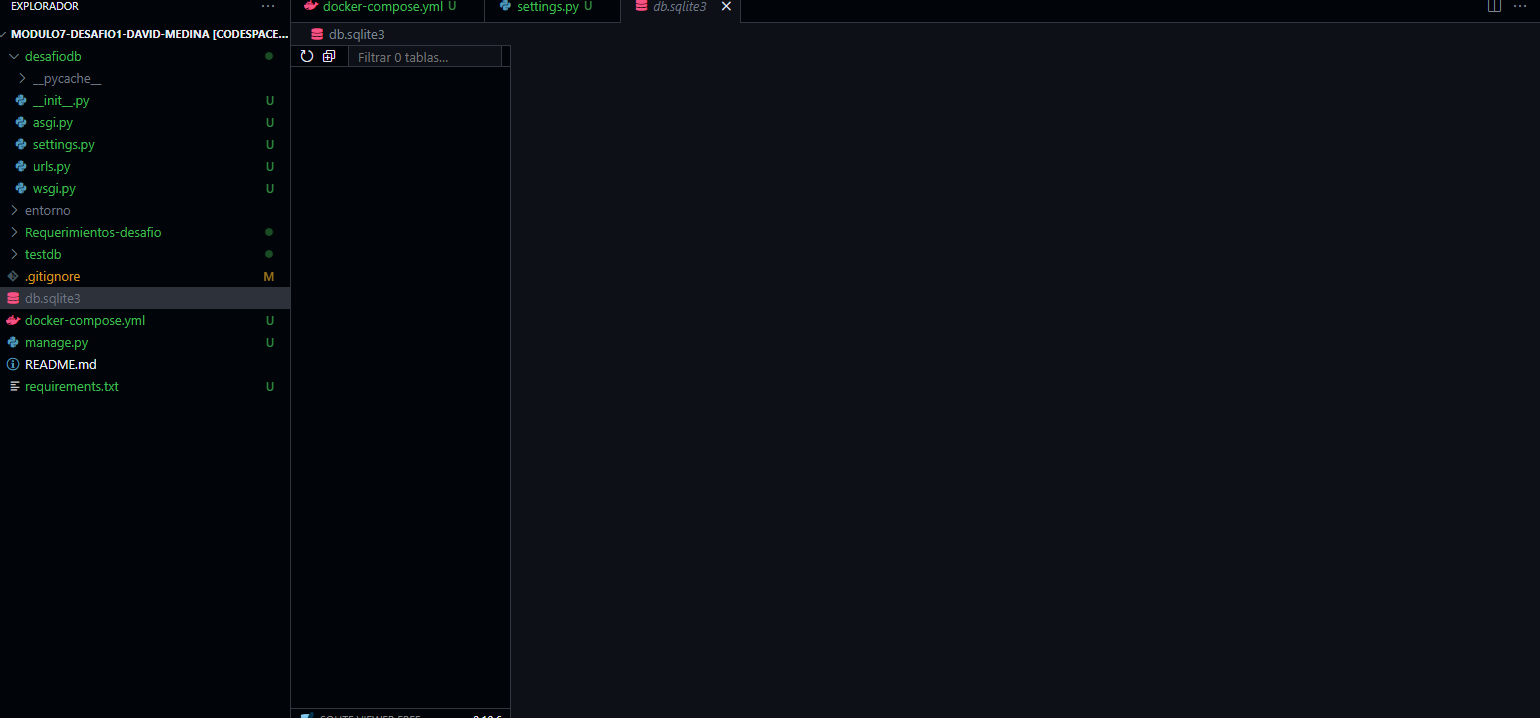 EXPLORADOR
MODULO7-DESAFIO1-DAVID-MEDINA [CODESPACE...
desafiodb
__pycache__
__init__.py U
asgi.py U
settings.py U
urls.py U
wsgi.py U
entorno
Requerimientos-desafio
testdb
.gitignore M
db.sqlite3
docker-compose.yml U
manage.py U
README.md
requirements.txt U
docker-compose.yml U
settings.py U
db.sqlite3
db.sqlite3
Filtrar 0 tablas...